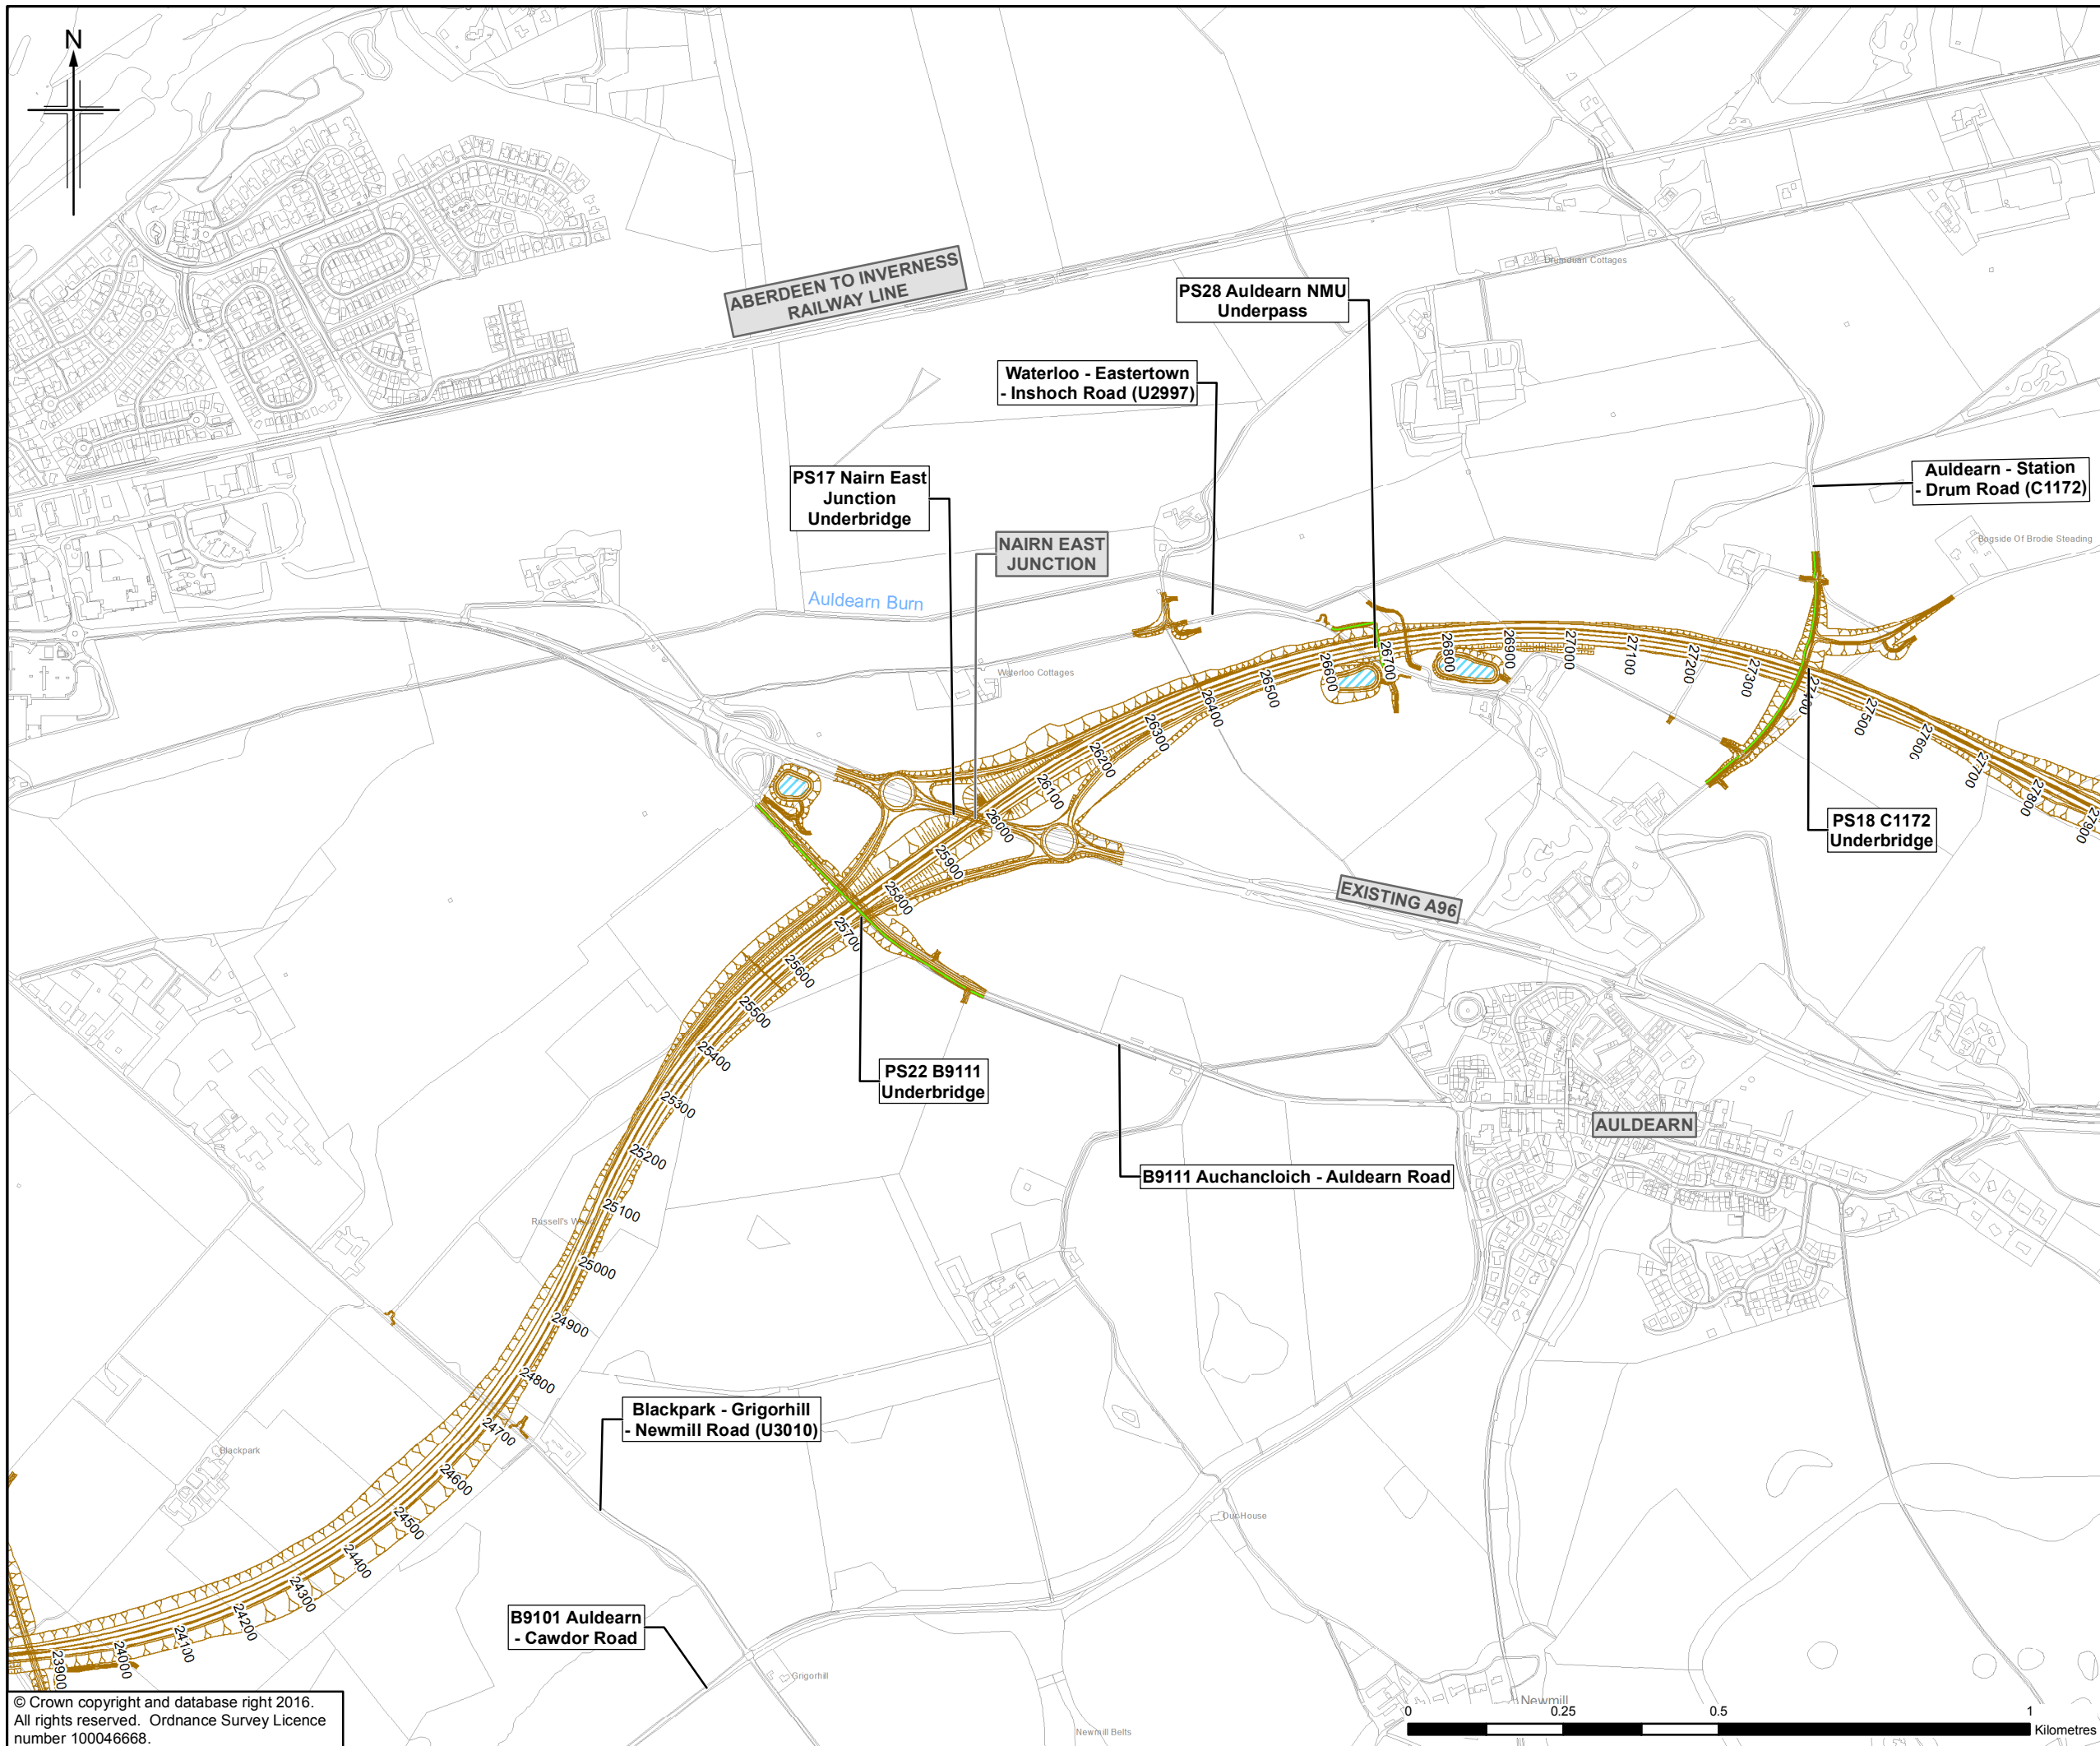 N
ABERDEEN TO INVERNESS
RAILWAY LINE
Drumduan Cottages
PS28 Auldearn NMU
Underpass
Waterloo - Eastertown
- Inshoch Road (U2997)
Auldearn - Station
- Drum Road (C1172)
PS17 Nairn East
Junction
Underbridge
NAIRN EAST
JUNCTION
Bogside Of Brodie Steading
Auldearn Burn
Waterloo Cottages
PS18 C1172
Underbridge
EXISTING A96
PS22 B9111
Underbridge
AULDEARN
B9111 Auchancloich - Auldearn Road
Russell's Wood
Blackpark - Grigorhill
- Newmill Road (U3010)
Blackpark
Our House
B9101 Auldearn
- Cawdor Road
Grigorhill
Newmill
Newmill Belts
23900
24000
24100
24200
24300
24400
24500
24600
24700
24800
24900
25000
25100
25200
25300
25400
25500
25600
25700
25800
25900
26000
26100
26200
26300
26400
26500
26600
26700
26800
26900
27000
27100
27200
27300
27400
27500
27600
27700
27800
27900
© Crown copyright and database right 2016.
All rights reserved. Ordnance Survey Licence
number 100046668.
0 0.25 0.5 1
Kilometres